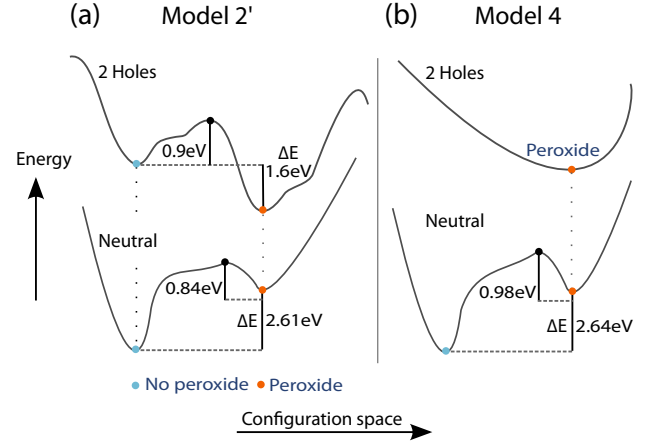 (a) Model 2'
(b) Model 4
2 Holes
2 Holes
0.9eV
ΔE
1.6eV
Peroxide
Energy
Neutral
Neutral
0.84eV
ΔE 2.61eV
0.98eV
ΔE 2.64eV
No peroxide Peroxide
Configuration space